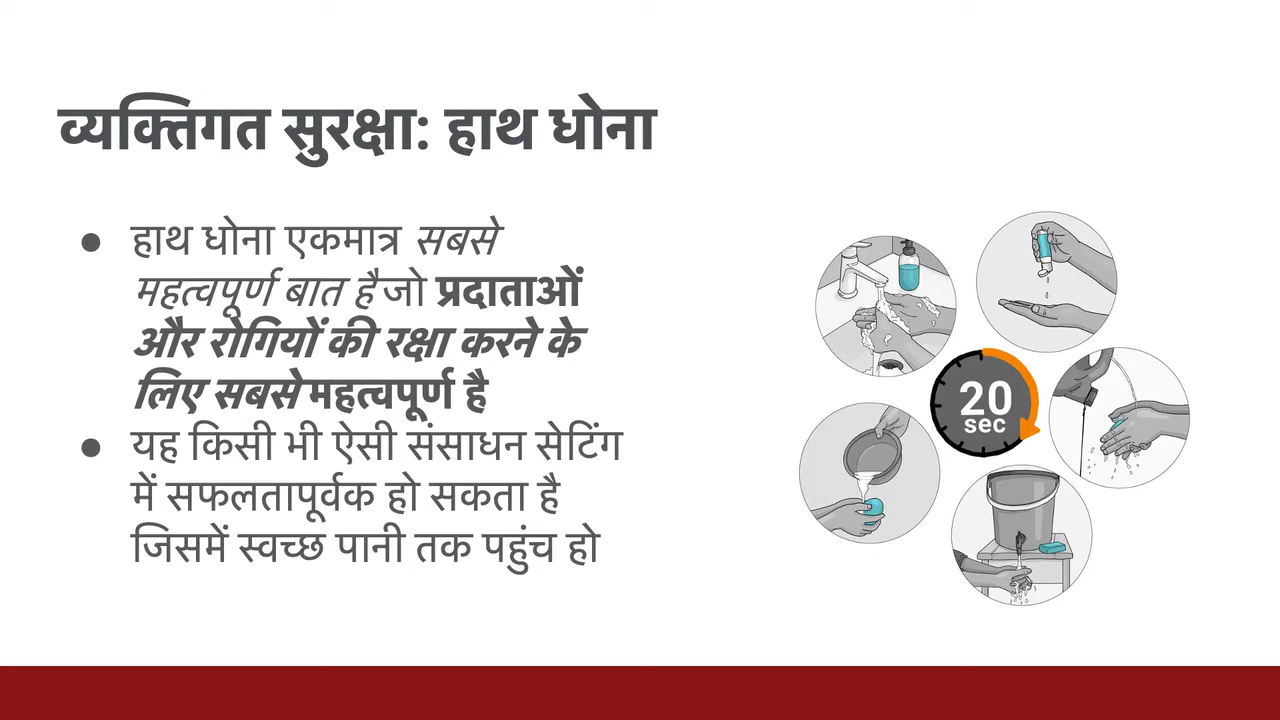 व्यक्तिगत सुरक्षा: हाथ धोना
● हाथ धोना एकमात्र सबसे
महत्वपूर्ण बात है जो प्रदाताओं
और रोगियों की रक्षा करने के
लिए सबसे महत्वपूर्ण है
● यह किसी भी ऐसी संसाधन सेटिंग
में सफलतापूर्वक हो सकता है
जिसमें स्वच्छ पानी तक पहुंच हो
20
sec